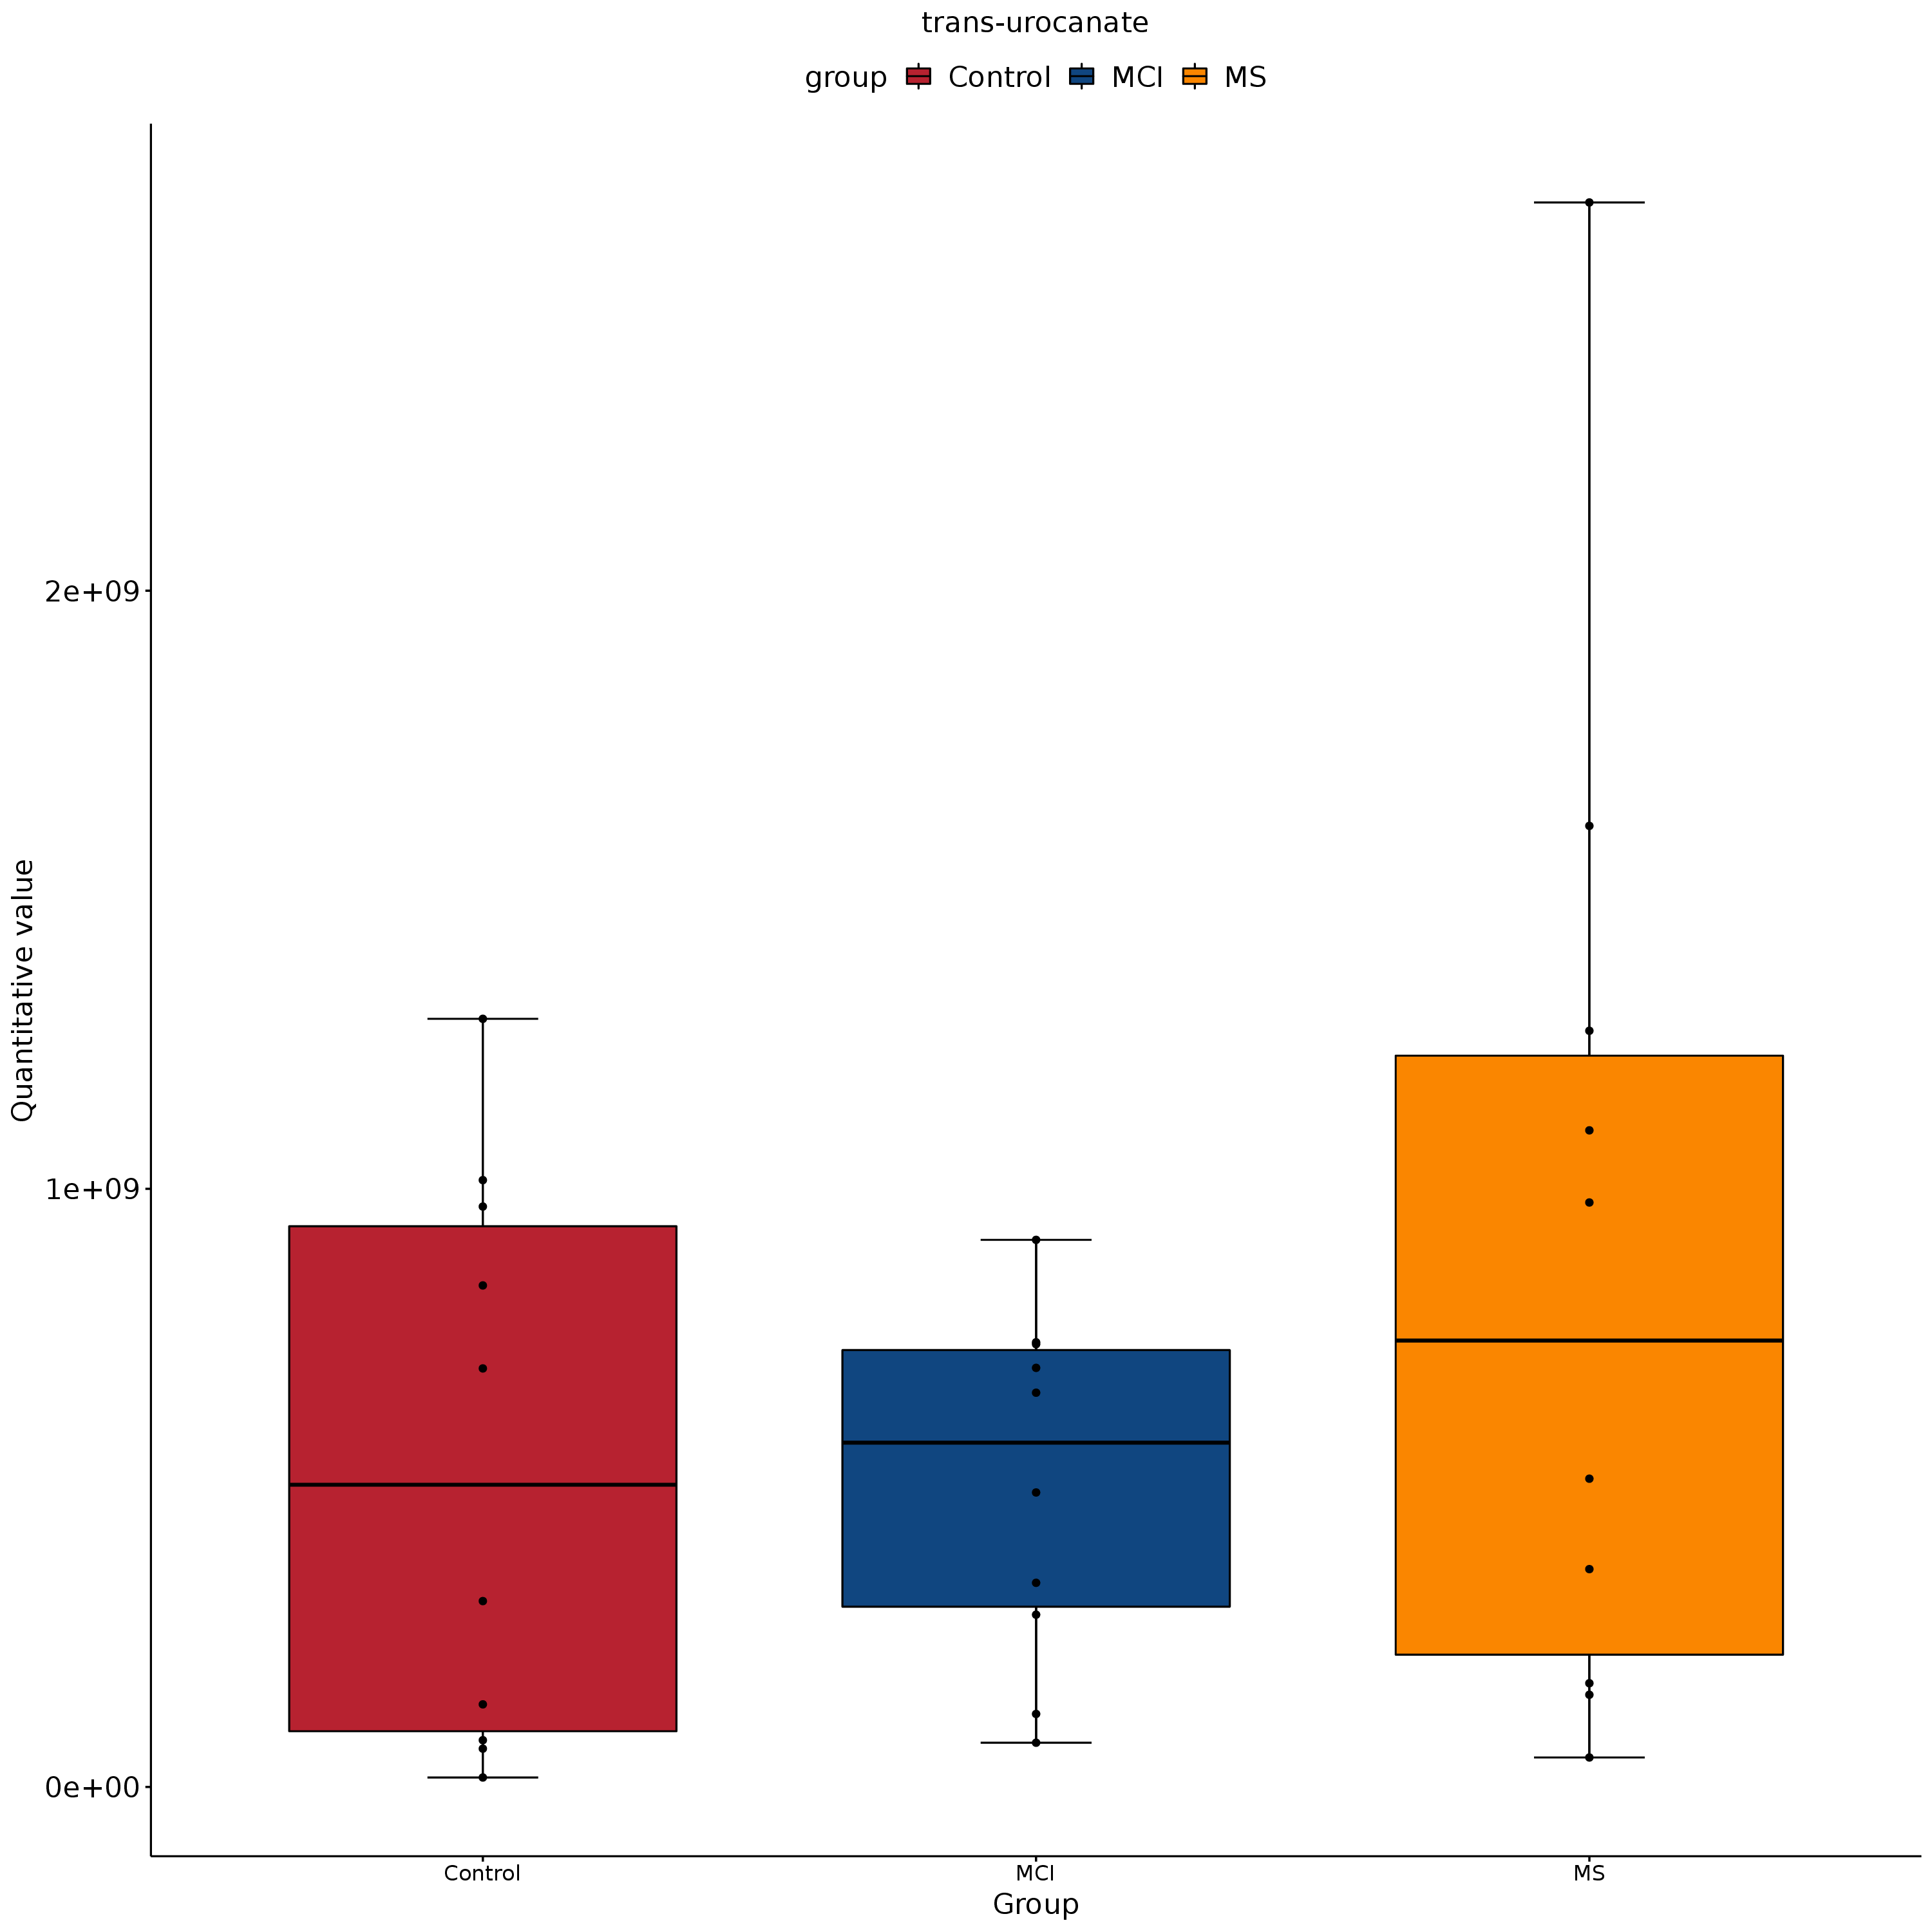 trans-urocanate
group Control MCI MS
Quantitative value
2e+09
1e+09
0e+00
Control MCI MS
Group